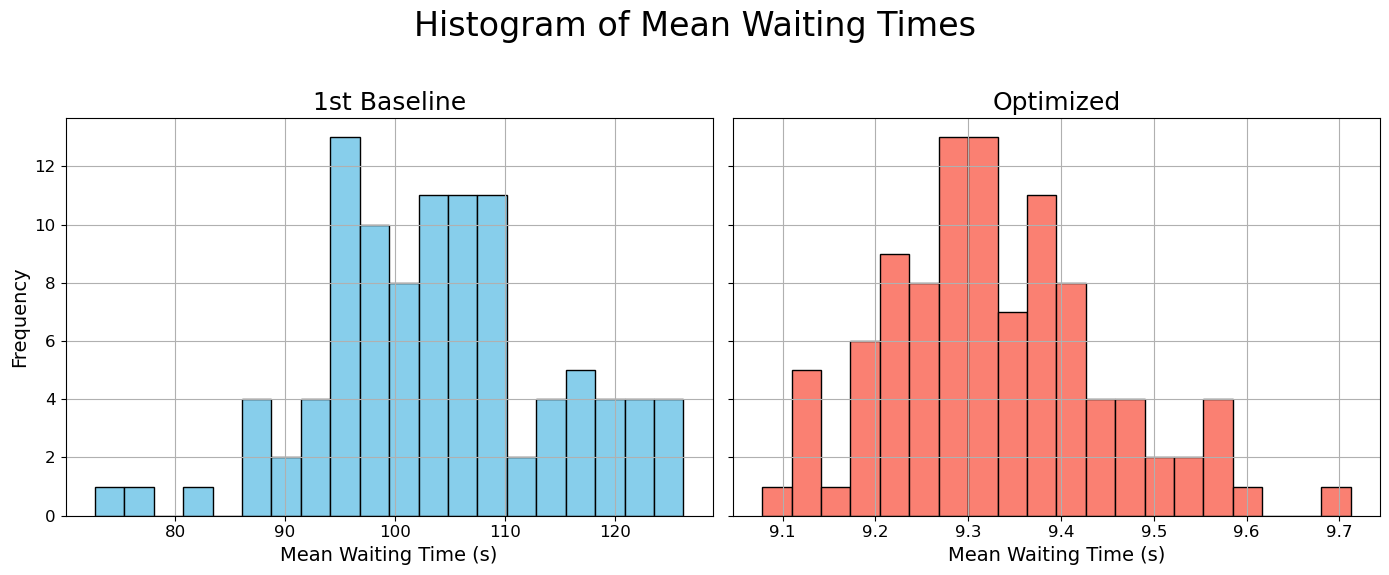 Histogram of Mean Waiting Times
1st Baseline
Optimized
Frequency
12
10
8
6
4
2
0
80 90 100 110 120
9.1 9.2 9.3 9.4 9.5 9.6 9.7
Mean Waiting Time (s)
Mean Waiting Time (s)